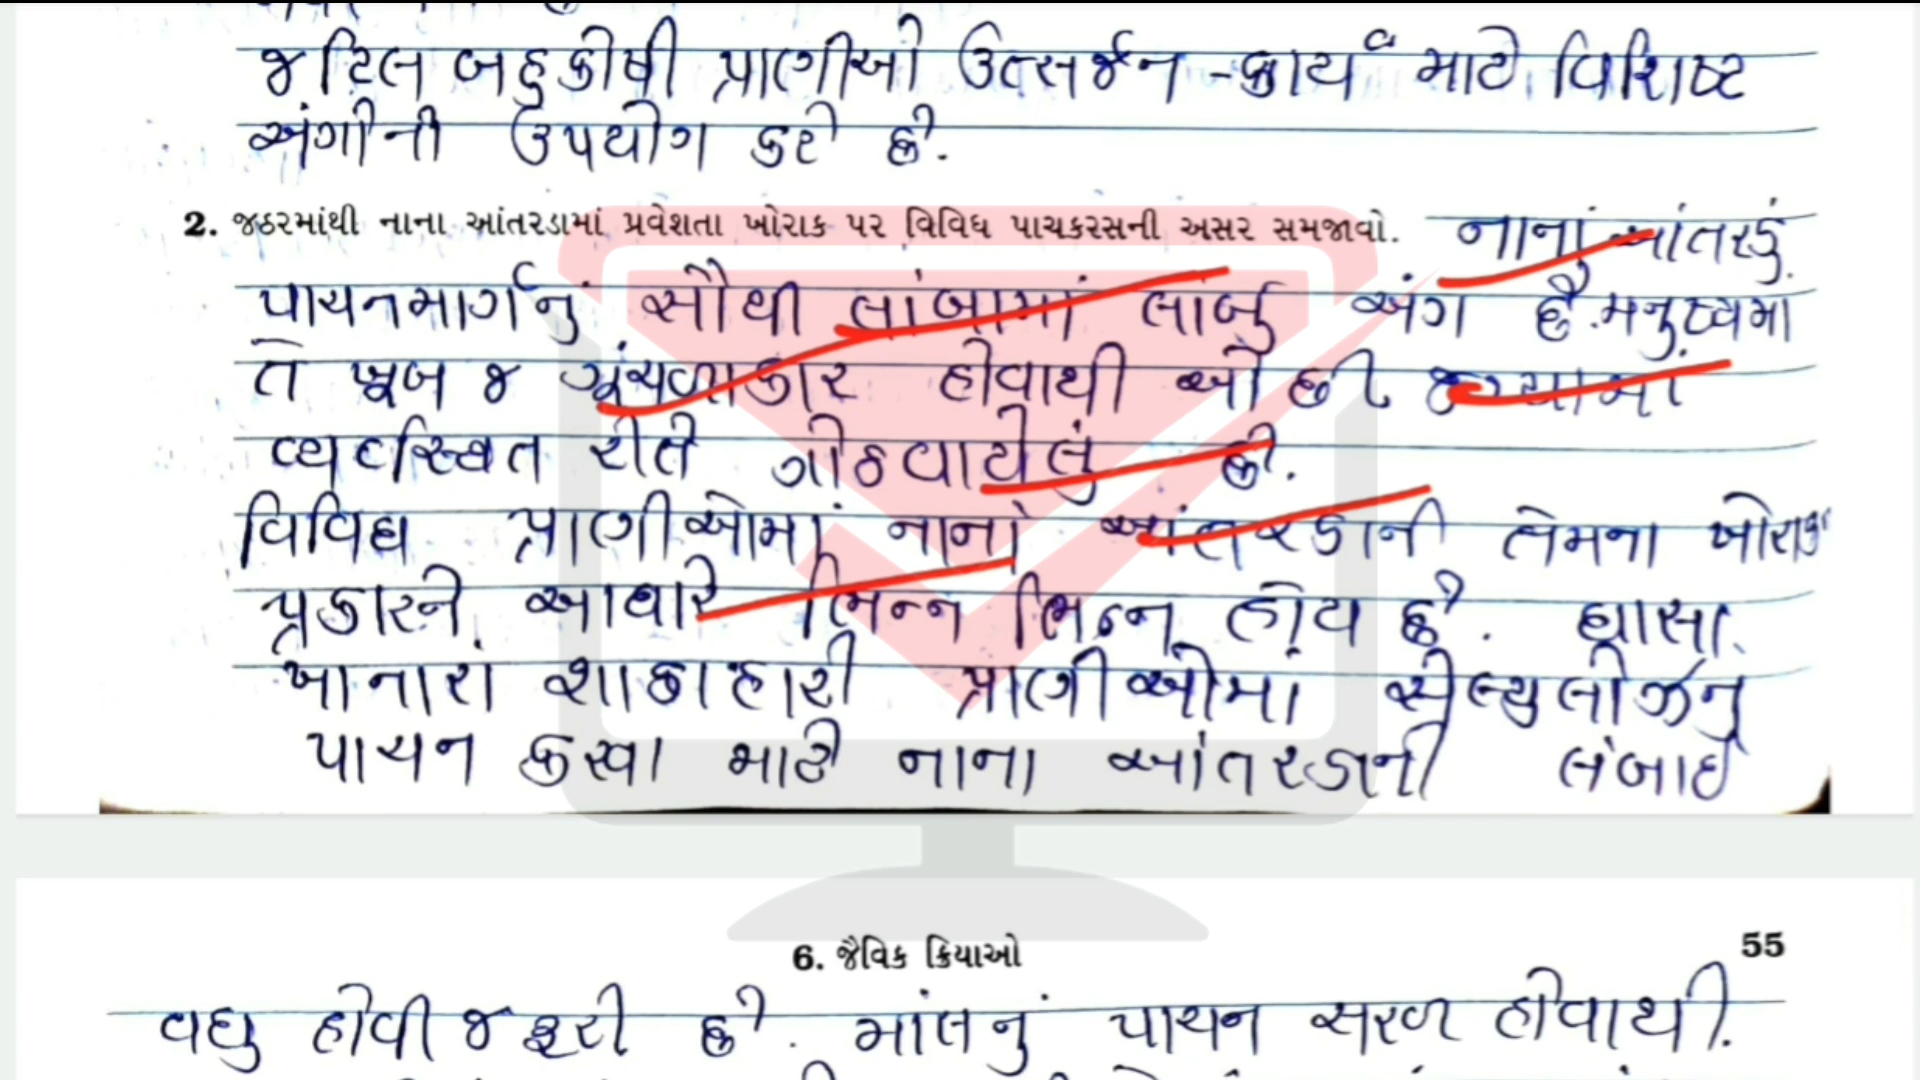 જટિલ બહુકોષી પ્રાણીઓ ઉત્સર્જન-કાર્ય માટે વિશિષ્ટ
અંગોનો ઉપયોગ કરે છે.
2. જઠરમાંથી નાના આંતરડામાં પ્રવેશતા ખોરાક પર વિવિધ પાચકરસની અસર સમજાવો. નાનું આંતરડું
પાચનમાર્ગનું સૌથી લાંબામાં લાંબું અંગ છે. મનુષ્યમાં
તે ખૂબ જ ગૂંચળાકાર હોવાથી ઓછી જગ્યામાં
વ્યવસ્થિત રીતે ગોઠવાયેલું છે.
વિવિધ પ્રાણીઓમાં નાના આંતરડાની તેમના ખોરાક
પ્રકારને આધારે ભિન્ન ભિન્ન હોય છે. ઘાસ
ખાનારાં શાકાહારી પ્રાણીઓમાં સેલ્યુલોઝનું
પાચન કરવા માટે નાના આંતરડાની લંબાઈ
6. જૈવિક ક્રિયાઓ 55
વધુ હોવી જરૂરી છે. માંસનું પાચન સરળ હોવાથી